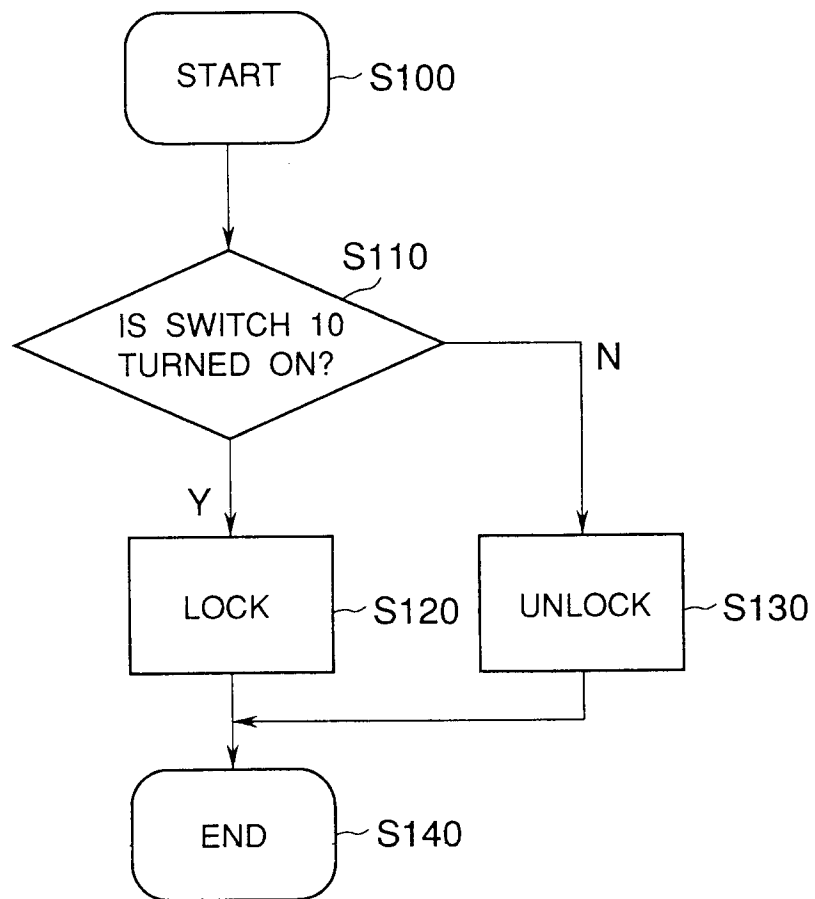 START
S100
S110
IS SWITCH 10
TURNED ON?
N
Y
LOCK
S120
UNLOCK
S130
END
S140